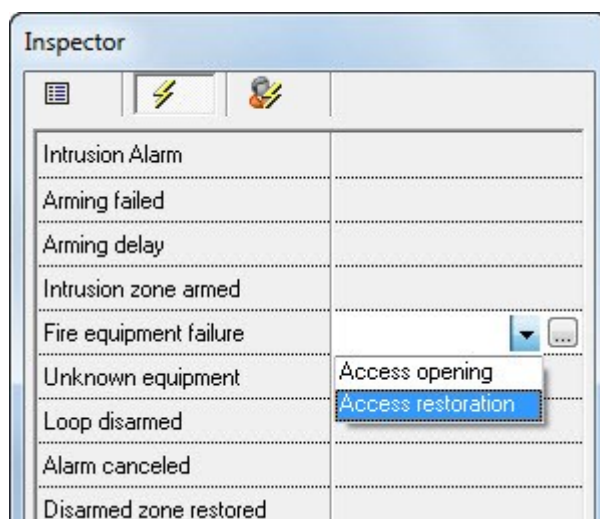 Inspector
Intrusion Alarm
Arming failed
Arming delay
Intrusion zone armed
Fire equipment failure
...
Unknown equipment
Access opening
Access restoration
Loop disarmed
Alarm canceled
Disarmed zone restored